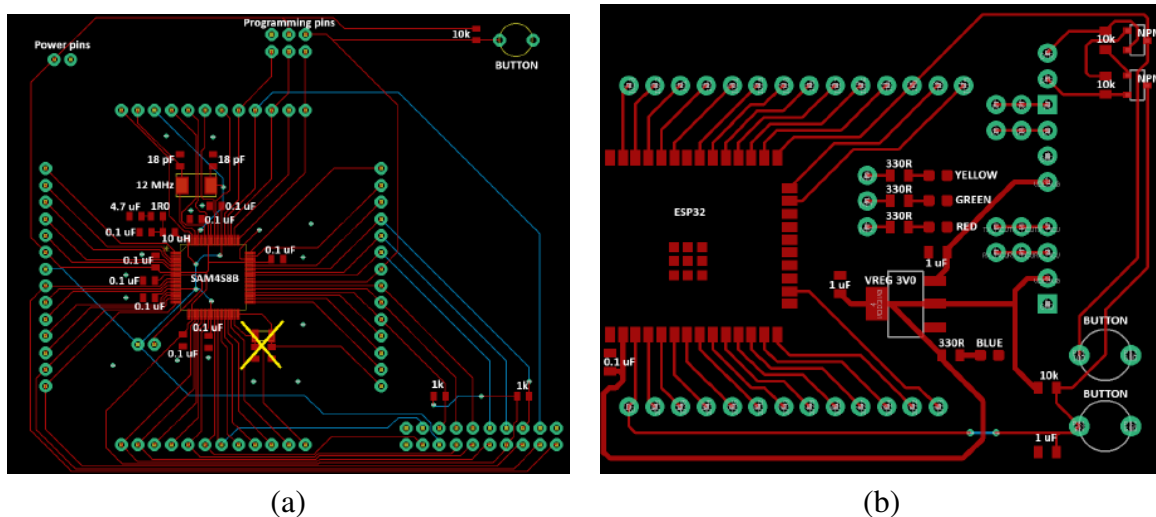 Programming pins
Power pins
10k
BUTTON
18 pF
18 pF
12 MHz
4.7 uF
1R0
0.1 uF
0.1 uF
0.1 uF
10 uH
0.1 uF
0.1 uF
SAM4S8B
0.1 uF
0.1 uF
0.1 uF
0.1 uF
1k
1k
(a)
10k
NPN
10k
NPN
330R
YELLOW
330R
GREEN
330R
RED
ESP32
1 uF
1 uF
VREG 3V0
4
330R
BLUE
BUTTON
0.1 uF
10k
BUTTON
1 uF
(b)